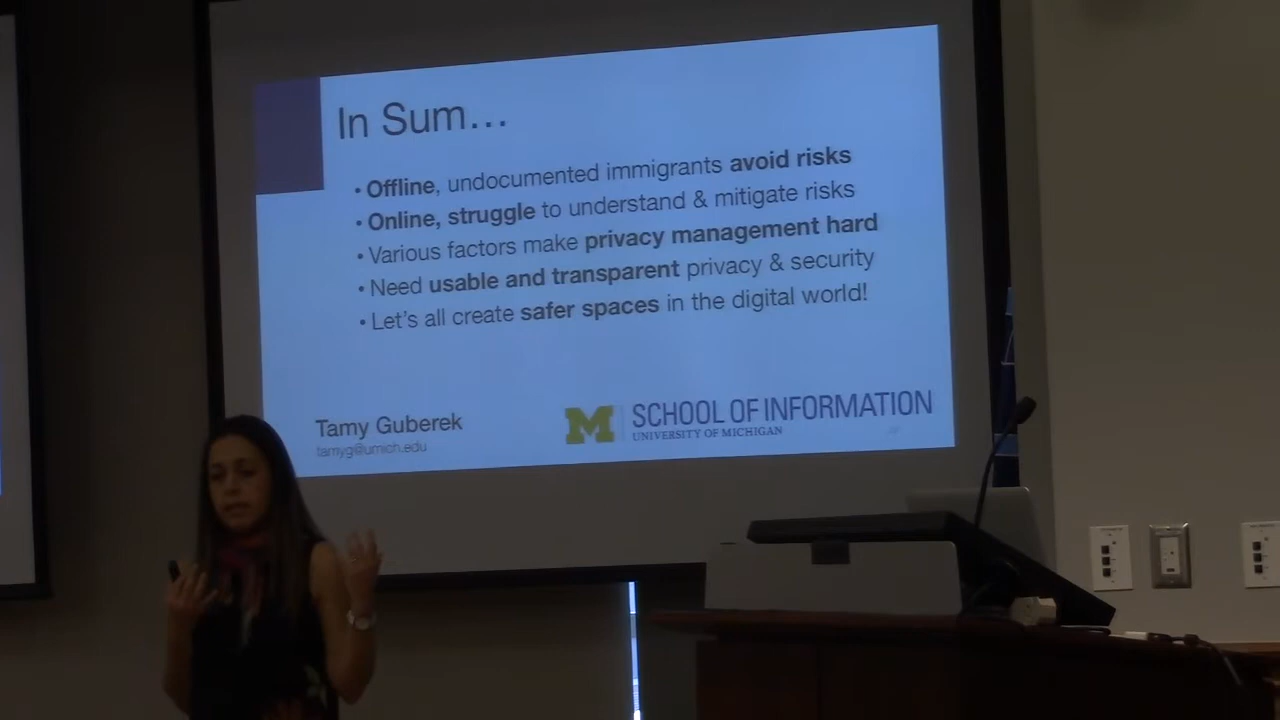 In Sum...
• Offline, undocumented immigrants avoid risks
• Online, struggle to understand & mitigate risks
• Various factors make privacy management hard
• Need usable and transparent privacy & security
• Let's all create safer spaces in the digital world!
Tamy Guberek
tamyg@umich.edu
M SCHOOL OF INFORMATION
UNIVERSITY OF MICHIGAN